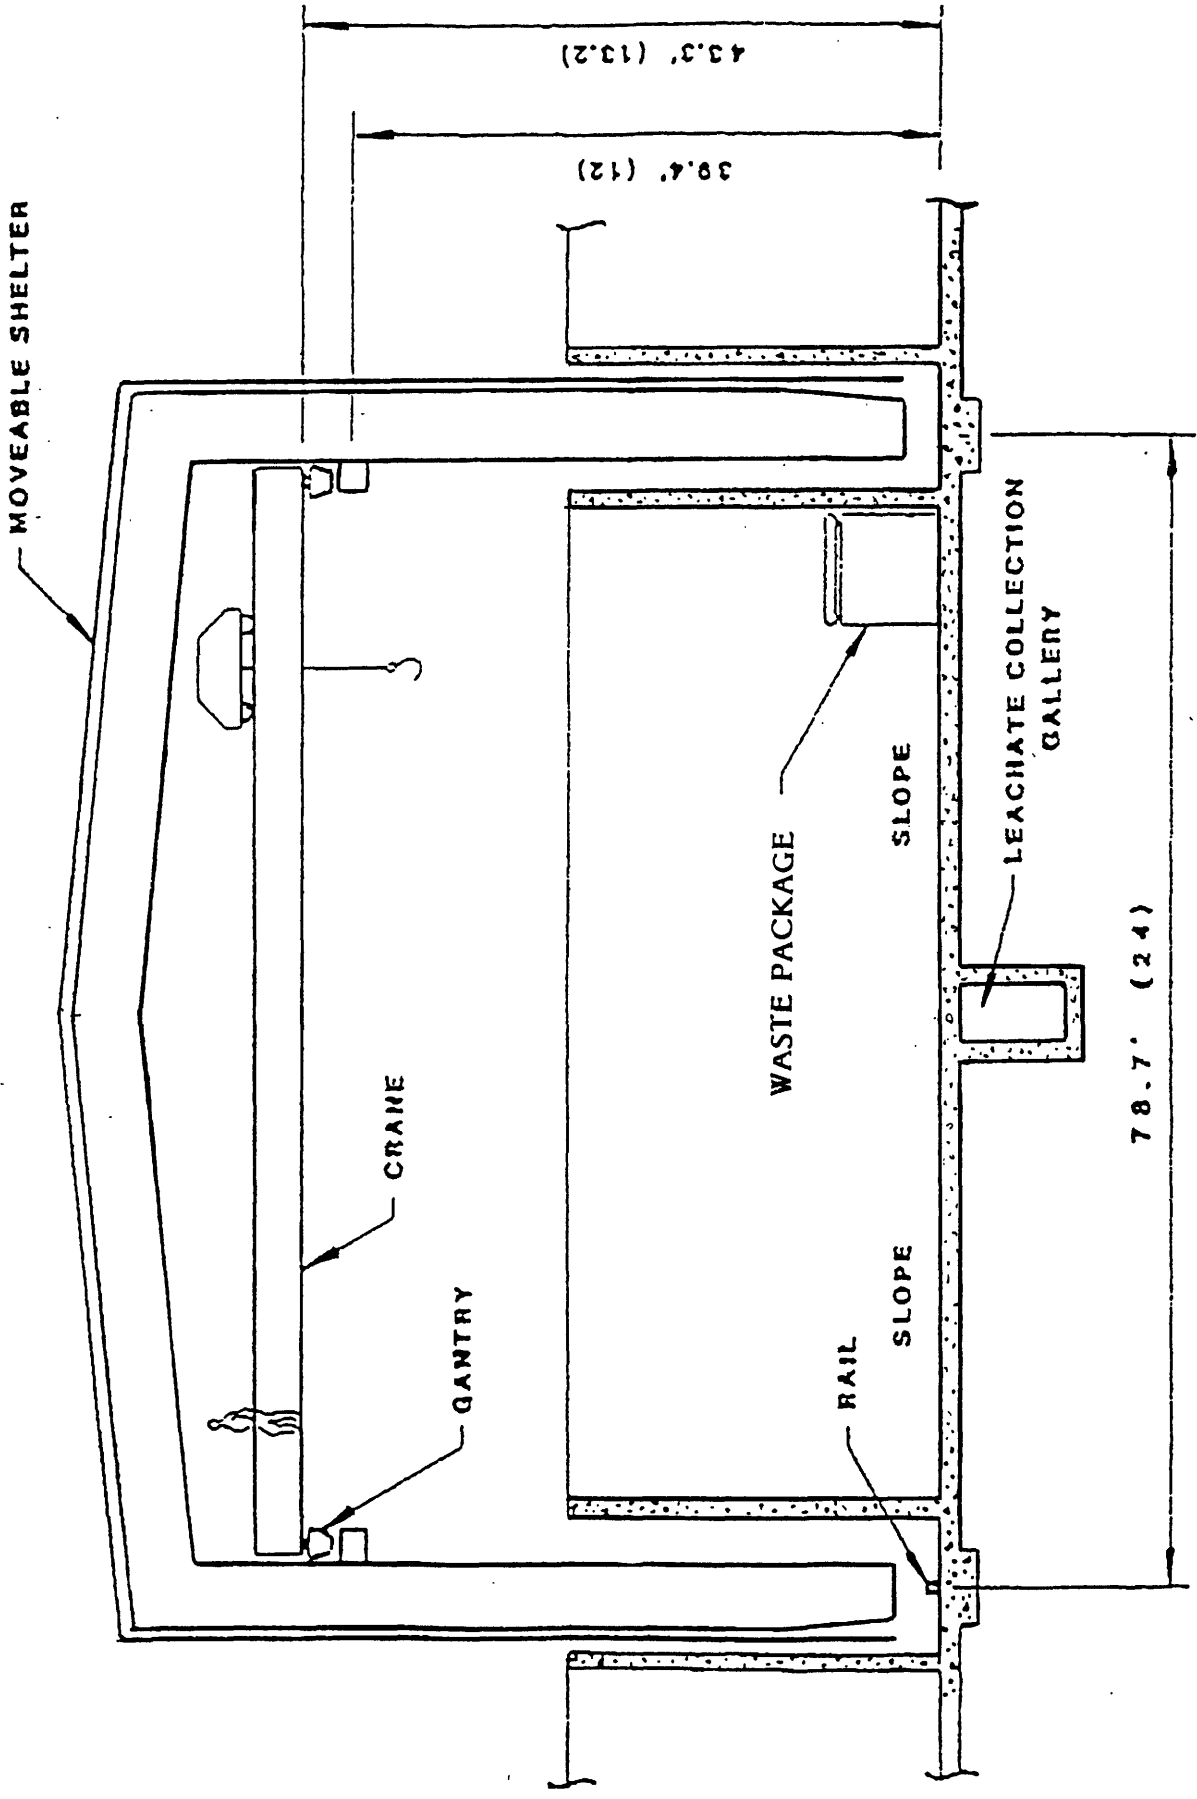 MOVEABLE SHELTER
43.3' (13.2)
39.4' (12)
CRANE
GANTRY
WASTE PACKAGE
RAIL
SLOPE
SLOPE
LEACHATE COLLECTION
GALLERY
78.7' (24)